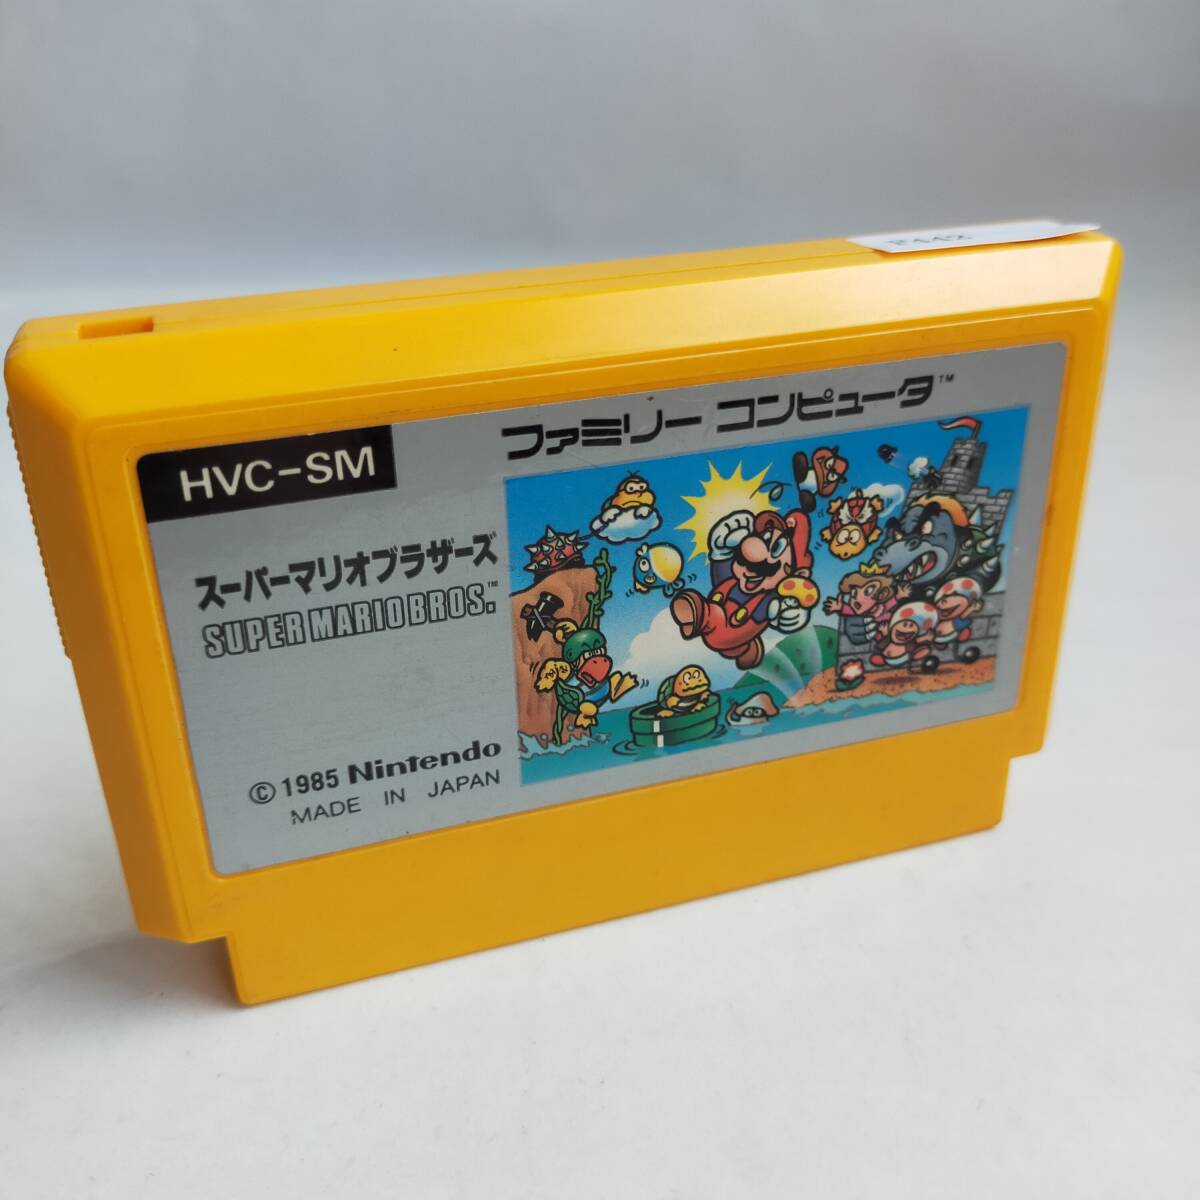 HVC-SM
ファミリー コンピュータ™
スーパーマリオブラザーズ
SUPER MARIO BROS.™
© 1985 Nintendo
MADE IN JAPAN